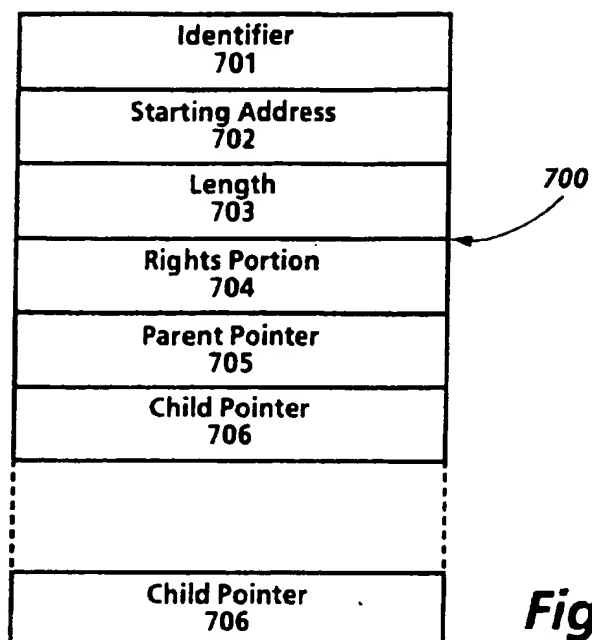 Identifier
701
Starting Address
702
Length
703
700
Rights Portion
704
Parent Pointer
705
Child Pointer
706
Child Pointer
706
Fig